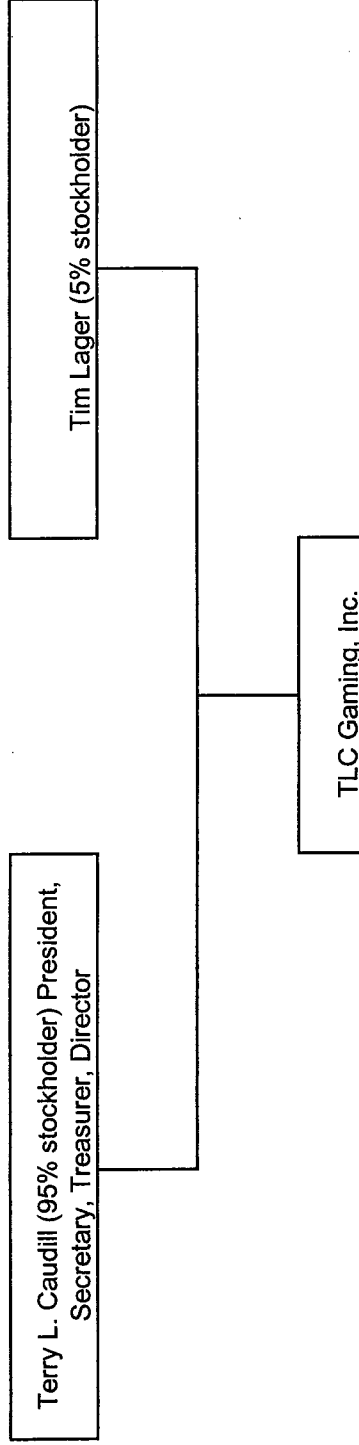 Terry L. Caudill (95% stockholder) President,
Secretary, Treasurer, Director
Tim Lager (5% stockholder)
TLC Gaming, Inc.